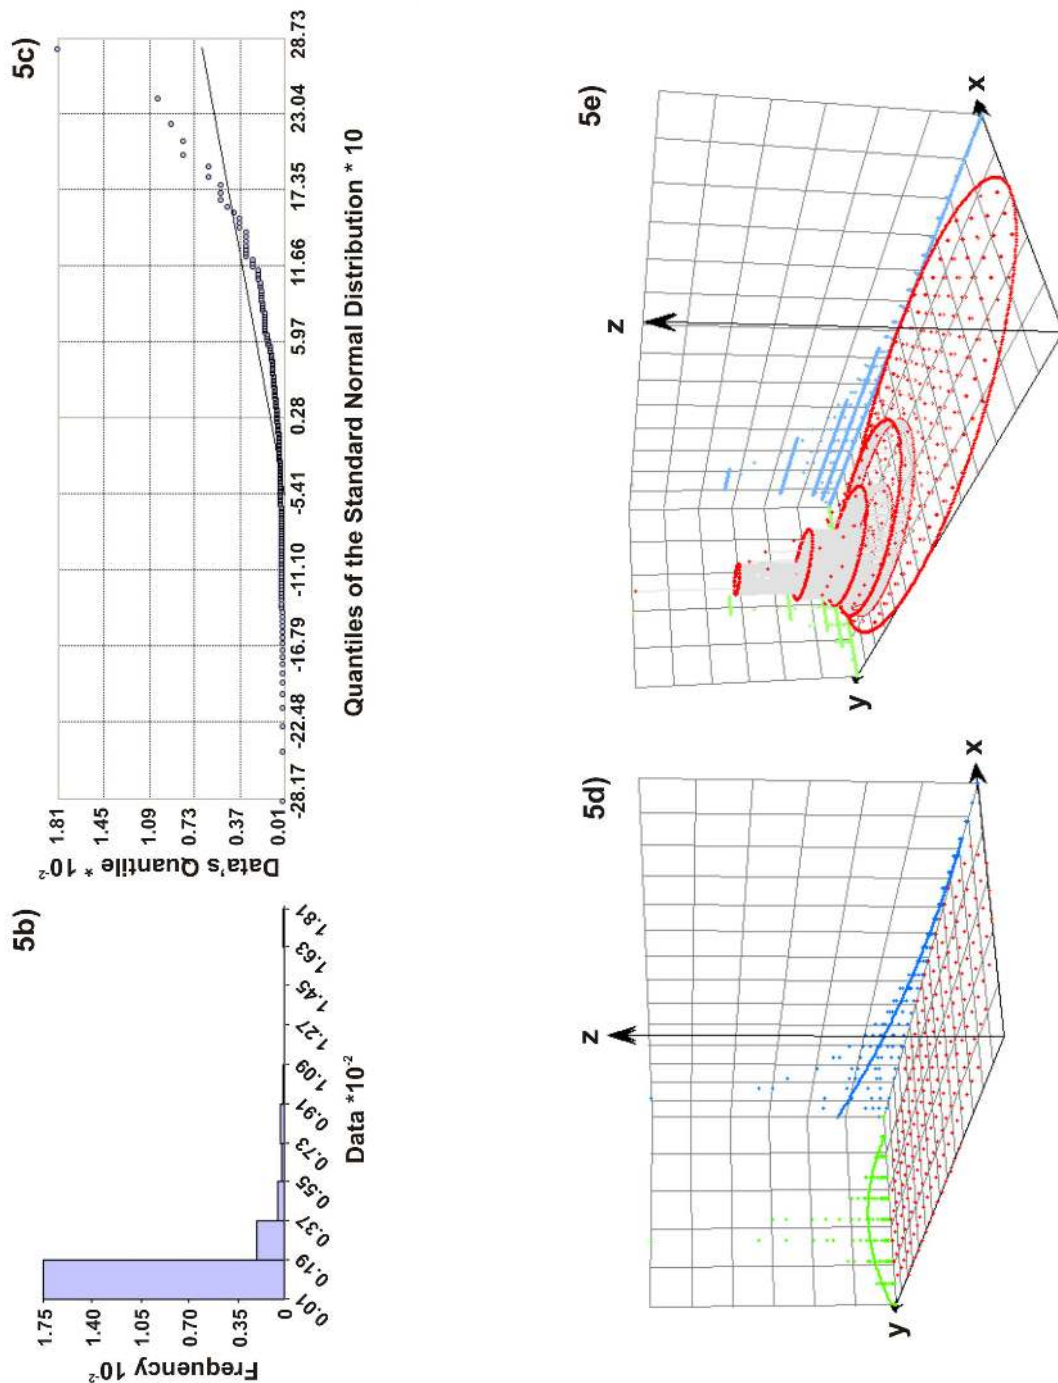 5b)
Frequency 10-2
1.75
1.40
1.05
0.70
0.35
0
0.01 0.19 0.37 0.55 0.73 0.91 1.09 1.27 1.45 1.63 1.81
Data *10-2
5c)
Data's Quantile * 10-2
1.81
1.45
1.09
0.73
0.37
0.01
-28.17 -22.48 -16.79 -11.10 -5.41 0.28 5.97 11.66 17.35 23.04 28.73
Quantiles of the Standard Normal Distribution * 10
5d)
z
y
x
5e)
z
y
x